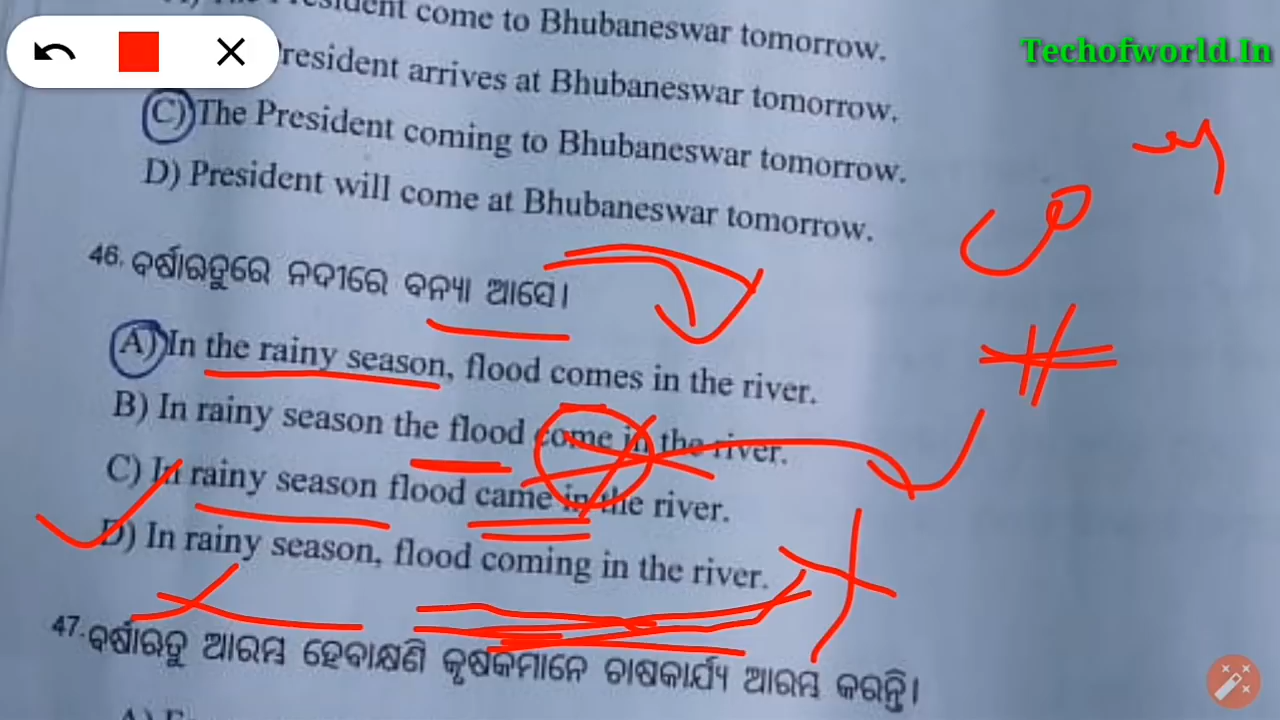 President come to Bhubaneswar tomorrow.
President arrives at Bhubaneswar tomorrow.
Techofworld.In
C) The President coming to Bhubaneswar tomorrow.
D) President will come at Bhubaneswar tomorrow.
46. ବର୍ଷାଋତୁରେ ନଦୀରେ ବନ୍ୟା ଆସେ।
A) In the rainy season, flood comes in the river.
B) In rainy season the flood come in the river.
C) In rainy season flood came in the river.
D) In rainy season, flood coming in the river.
47. ବର୍ଷାଋତୁ ଆରମ୍ଭ ହେବାକ୍ଷଣି କୃଷକମାନେ ଚାଷକାର୍ଯ୍ୟ ଆରମ୍ଭ କରନ୍ତି।